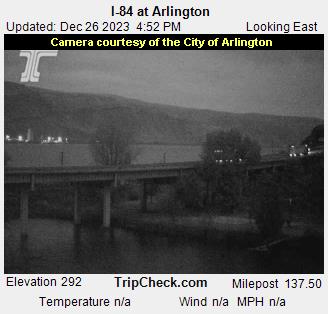 I-84 at Arlington
Updated: Dec 26 2023 4:52 PM Looking East
Camera courtesy of the City of Arlington
Elevation 292 TripCheck.com Milepost 137.50
Temperature n/a Wind n/a MPH n/a